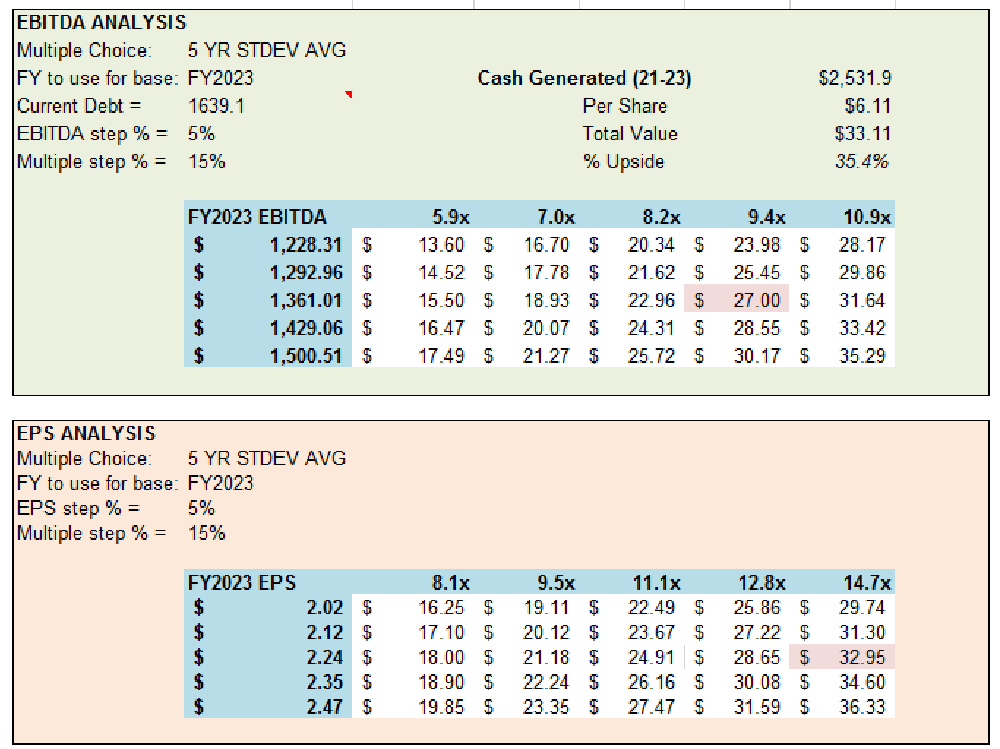 EBITDA ANALYSIS
Multiple Choice: 5 YR STDEV AVG
FY to use for base: FY2023 Cash Generated (21-23) $2,531.9
Current Debt = 1639.1 Per Share $6.11
EBITDA step % = 5% Total Value $33.11
Multiple step % = 15% % Upside 35.4%
FY2023 EBITDA 5.9x 7.0x 8.2x 9.4x 10.9x
$ 1,228.31 $ 13.60 $ 16.70 $ 20.34 $ 23.98 $ 28.17
$ 1,292.96 $ 14.52 $ 17.78 $ 21.62 $ 25.45 $ 29.86
$ 1,361.01 $ 15.50 $ 18.93 $ 22.96 $ 27.00 $ 31.64
$ 1,429.06 $ 16.47 $ 20.07 $ 24.31 $ 28.55 $ 33.42
$ 1,500.51 $ 17.49 $ 21.27 $ 25.72 $ 30.17 $ 35.29
EPS ANALYSIS
Multiple Choice: 5 YR STDEV AVG
FY to use for base: FY2023
EPS step % = 5%
Multiple step % = 15%
FY2023 EPS 8.1x 9.5x 11.1x 12.8x 14.7x
$ 2.02 $ 16.25 $ 19.11 $ 22.49 $ 25.86 $ 29.74
$ 2.12 $ 17.10 $ 20.12 $ 23.67 $ 27.22 $ 31.30
$ 2.24 $ 18.00 $ 21.18 $ 24.91 $ 28.65 $ 32.95
$ 2.35 $ 18.90 $ 22.24 $ 26.16 $ 30.08 $ 34.60
$ 2.47 $ 19.85 $ 23.35 $ 27.47 $ 31.59 $ 36.33